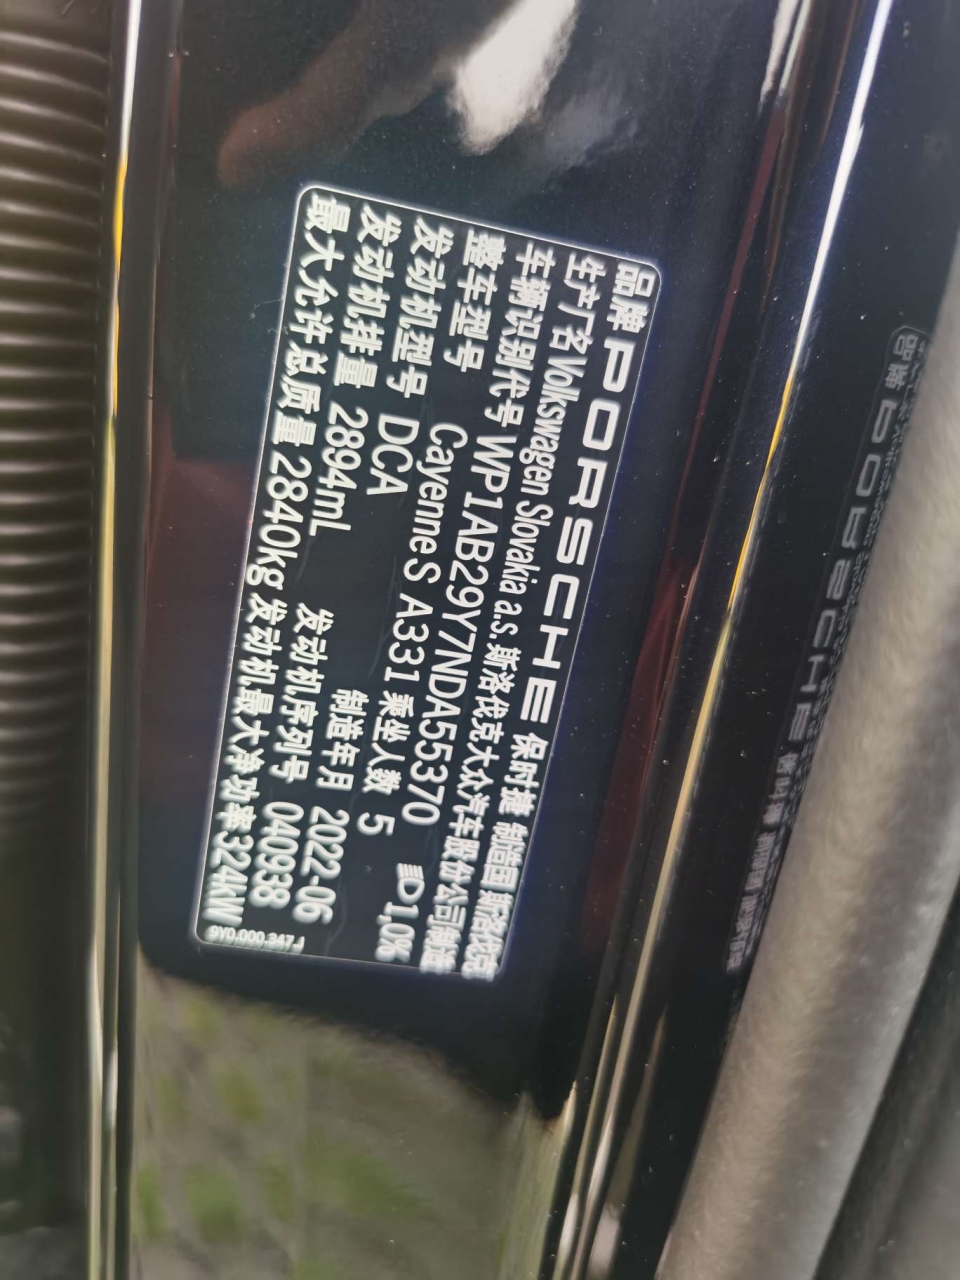 品牌 PORSCHE 保时捷 制造国 斯洛伐克
生产厂名 Volkswagen Slovakia a.s. 斯洛伐克大众汽车股份公司制造
车辆识别代号 WP1AB29Y7NDA55370
整车型号 CayenneS A331 乘坐人数 5 1,0%
发动机型号 DCA 制造年月 2022-06
发动机排量 2894mL 发动机序列号 040938
最大允许总质量 2840kg 发动机最大净功率 324KW
9Y0.000.347.J